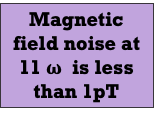 Magnetic
field noise at
11 ω is less
than 1pT